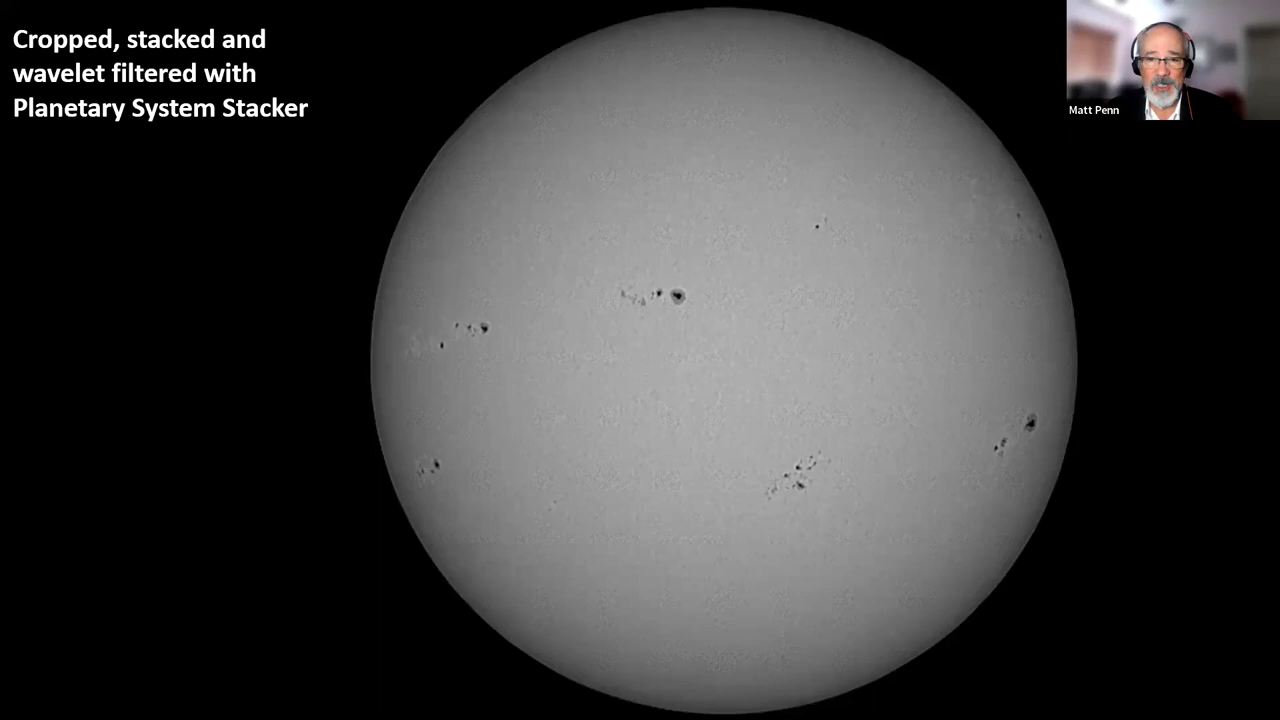 Cropped, stacked and
wavelet filtered with
Planetary System Stacker
Matt Penn